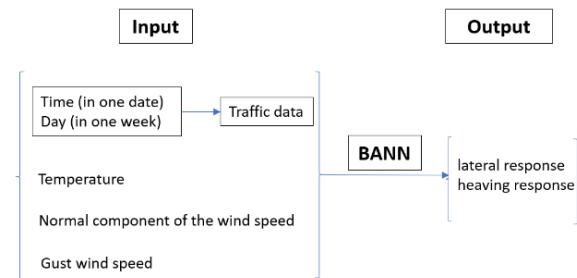 Input
Output
Time (in one date)
Day (in one week)
Traffic data
BANN
lateral response
heaving response
Temperature
Normal component of the wind speed
Gust wind speed